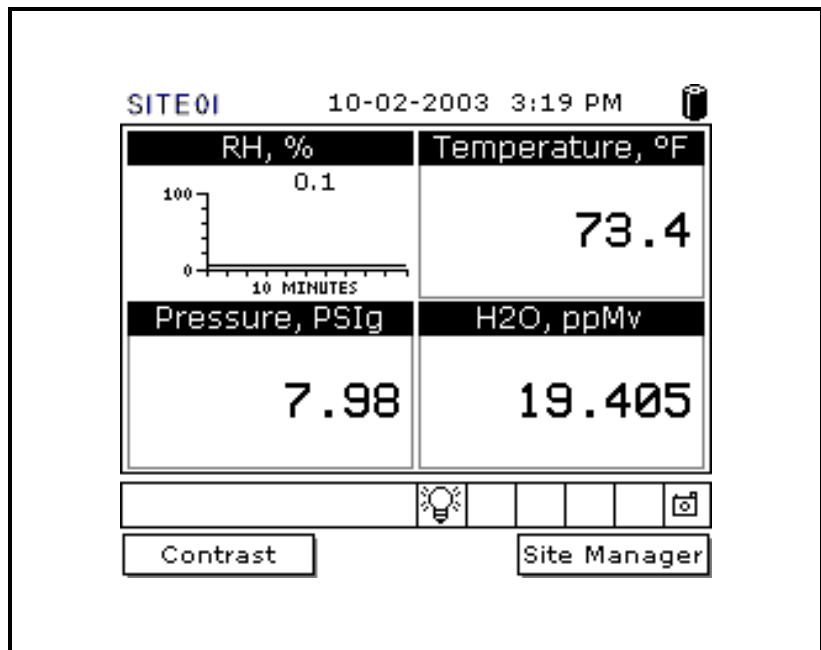 SITE01 10-02-2003 3:19 PM
RH, % Temperature, ºF
0.1
100
73.4
0
10 MINUTES
Pressure, PSIg H2O, ppMv
7.98 19.405
Contrast Site Manager